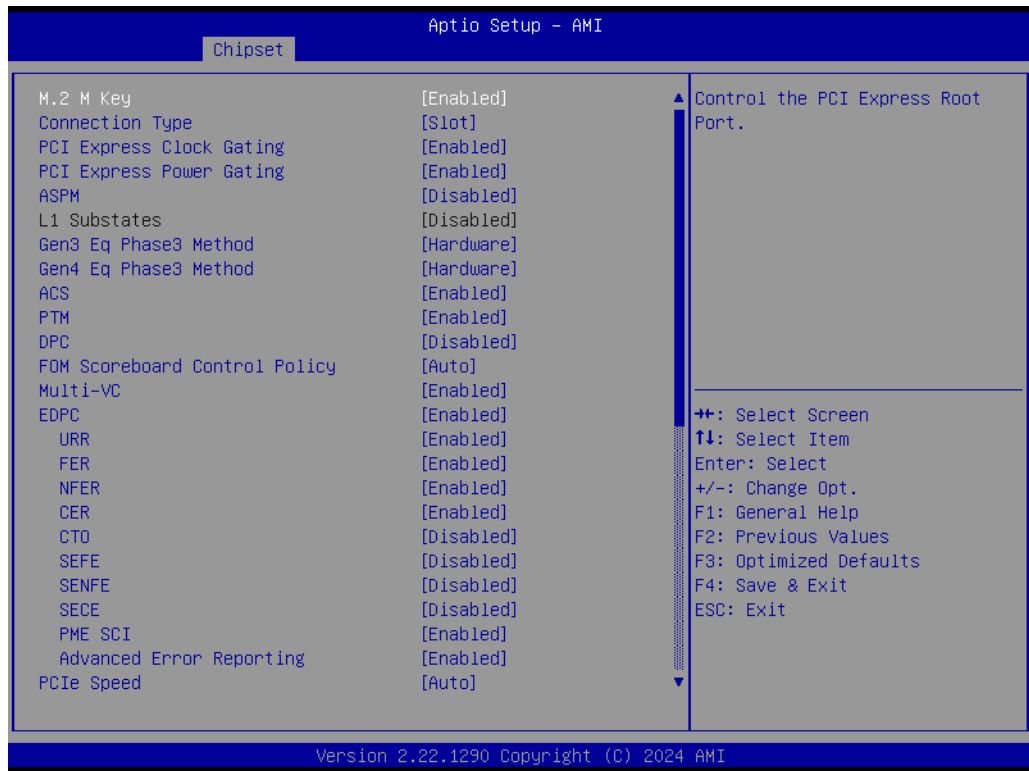 Aptio Setup – AMI
Chipset
M.2 M Key [Enabled]
Connection Type [Slot]
PCI Express Clock Gating [Enabled]
PCI Express Power Gating [Enabled]
ASPM [Disabled]
L1 Substates [Disabled]
Gen3 Eq Phase3 Method [Hardware]
Gen4 Eq Phase3 Method [Hardware]
ACS [Enabled]
PTM [Enabled]
DPC [Disabled]
FOM Scoreboard Control Policy [Auto]
Multi-VC [Enabled]
EDPC [Enabled]
URR [Enabled]
FER [Enabled]
NFER [Enabled]
CER [Enabled]
CTO [Disabled]
SEFE [Disabled]
SENFE [Disabled]
SECE [Disabled]
PME SCI [Enabled]
Advanced Error Reporting [Enabled]
PCIe Speed [Auto]
Control the PCI Express Root
Port.
→←: Select Screen
↑↓: Select Item
Enter: Select
+/-: Change Opt.
F1: General Help
F2: Previous Values
F3: Optimized Defaults
F4: Save & Exit
ESC: Exit
Version 2.22.1290 Copyright (C) 2024 AMI